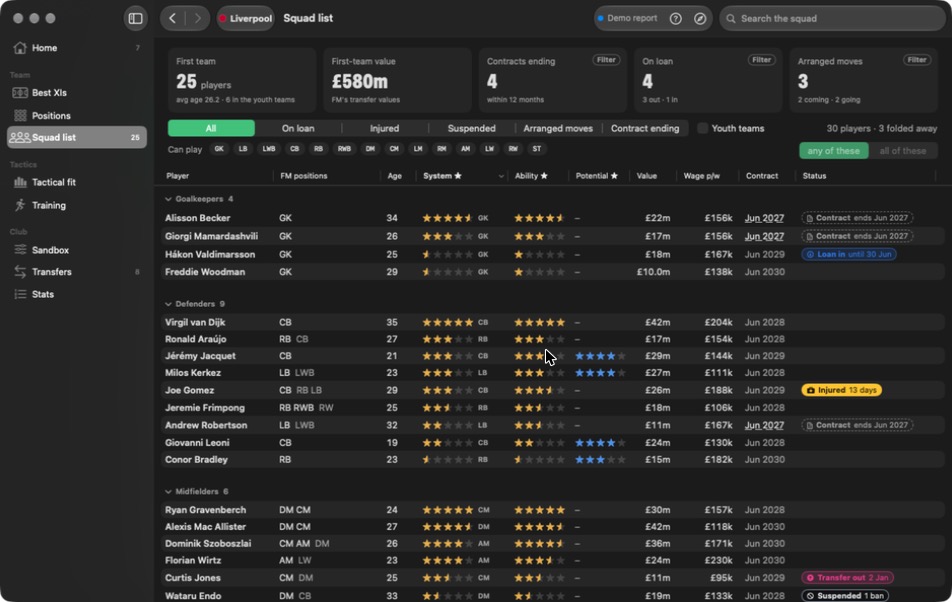 Liverpool Squad list Demo report Search the squad
Home 7
Team
Best XIs
Positions
Squad list 25
Tactics
Tactical fit
Training
Club
Sandbox
Transfers 6
Stats
First team
25 players
avg age 26.2 · 6 in the youth teams
First-team value
£580m
FM's transfer values
Contracts ending Filter
4
within 12 months
On loan Filter
4
3 out · 1 in
Arranged moves Filter
3
2 coming · 2 going
All On loan Injured Suspended Arranged moves Contract ending Youth teams 30 players · 3 folded away
Can play GK LB LWB CB RB RWB DM CM LM RM AM LW RW ST any of these all of these
Player FM positions Age System ★ Ability ★ Potential ★ Value Wage p/w Contract Status
Goalkeepers 4
Alisson Becker GK 34 GK – £22m £156k Jun 2027 Contract ends Jun 2027
Giorgi Mamardashvili GK 26 GK – £17m £156k Jun 2027 Contract ends Jun 2027
Hákon Valdimarsson GK 25 GK – £18m £167k Jun 2029 Loan in until 30 Jun
Freddie Woodman GK 29 GK – £10.0m £138k Jun 2030
Defenders 9
Virgil van Dijk CB 35 CB – £42m £204k Jun 2028
Ronald Araújo RB CB 27 RB – £17m £154k Jun 2028
Jérémy Jacquet CB 21 CB £29m £144k Jun 2029
Milos Kerkez LB LWB 23 LB £27m £111k Jun 2028
Joe Gomez CB RB LB 29 CB – £26m £188k Jun 2029 Injured 13 days
Jeremie Frimpong RB RWB RW 25 RB – £18m £106k Jun 2028
Andrew Robertson LB LWB 32 LB – £11m £167k Jun 2027 Contract ends Jun 2027
Giovanni Leoni CB 19 CB £24m £130k Jun 2028
Conor Bradley RB 23 RB £15m £182k Jun 2030
Midfielders 6
Ryan Gravenberch DM CM 24 CM – £30m £157k Jun 2028
Alexis Mac Allister DM CM 27 DM – £42m £118k Jun 2030
Dominik Szoboszlai CM AM DM 26 AM – £36m £171k Jun 2030
Florian Wirtz AM LW 23 AM – £24m £230k Jun 2030
Curtis Jones CM DM 25 CM – £11m £95k Jun 2029 Transfer out 2 Jan
Wataru Endo DM CB 33 DM – £19m £133k Jun 2028 Suspended 1 ban